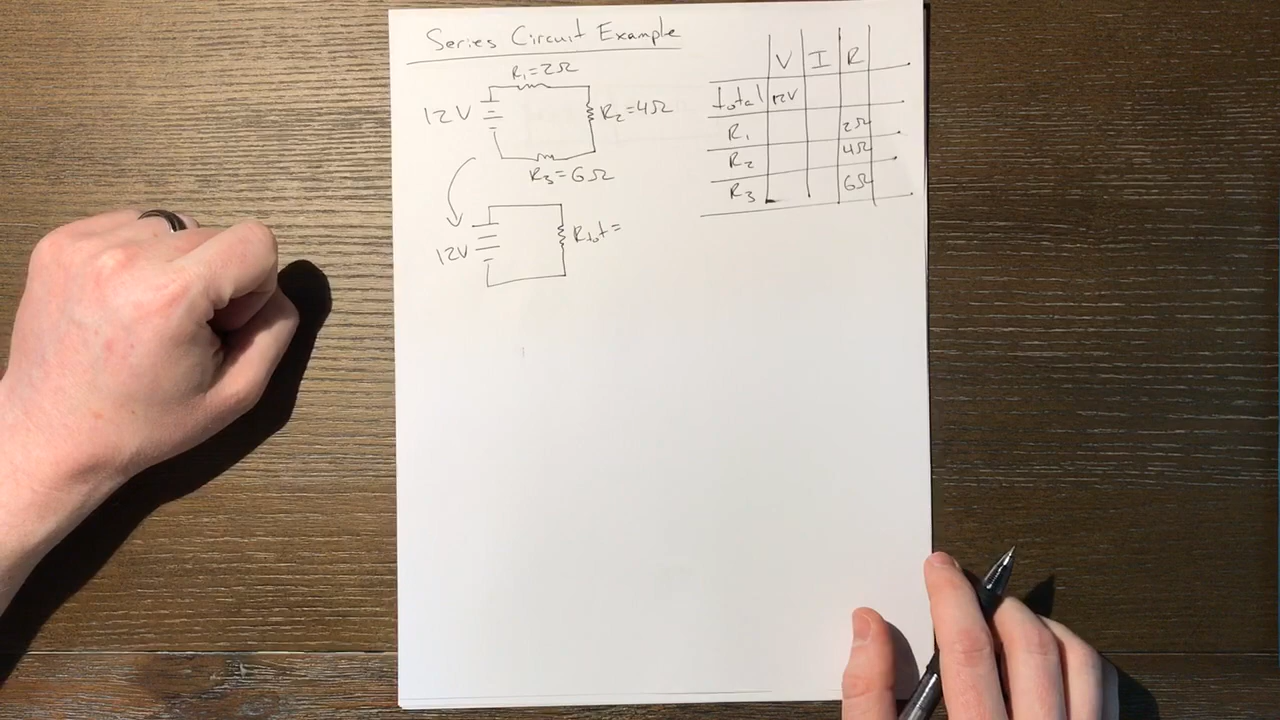 Series Circuit Example
R₁=2Ω
12V
R₂=4Ω
R₃=6Ω
12V
Rtot=
V I R
total 12V
R₁ 2Ω
R₂ 4Ω
R₃ 6Ω